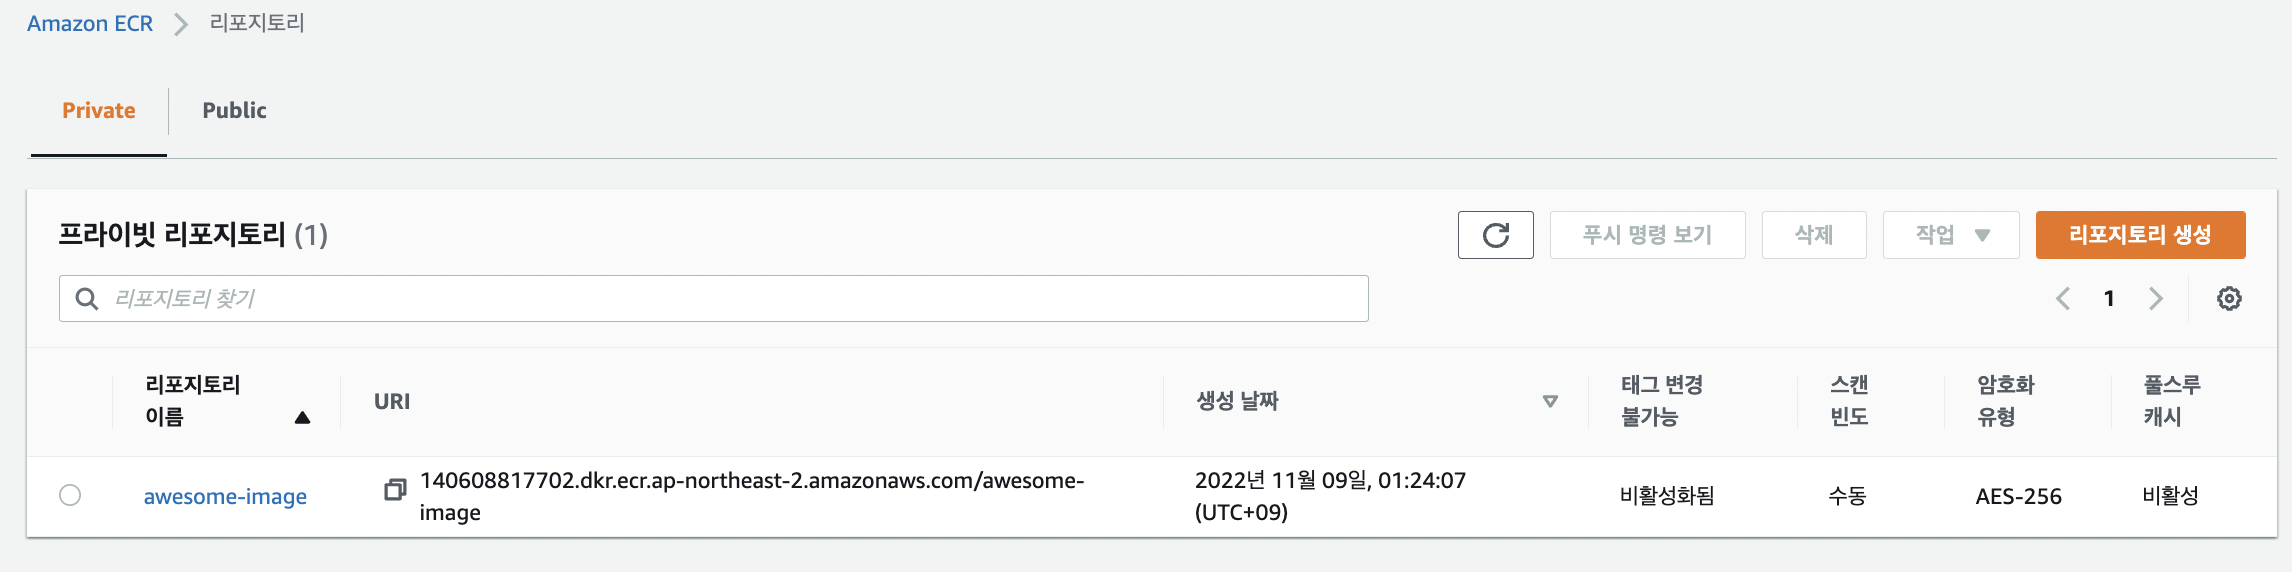 Amazon ECR
리포지토리
Private
Public
프라이빗 리포지토리 (1)
푸시 명령 보기
삭제
작업
리포지토리 생성
리포지토리 찾기
1
리포지토리
이름
URI
생성 날짜
태그 변경
불가능
스캔
빈도
암호화
유형
풀스루
캐시
awesome-image
140608817702.dkr.ecr.ap-northeast-2.amazonaws.com/awesome-
image
2022년 11월 09일, 01:24:07
(UTC+09)
비활성화됨
수동
AES-256
비활성